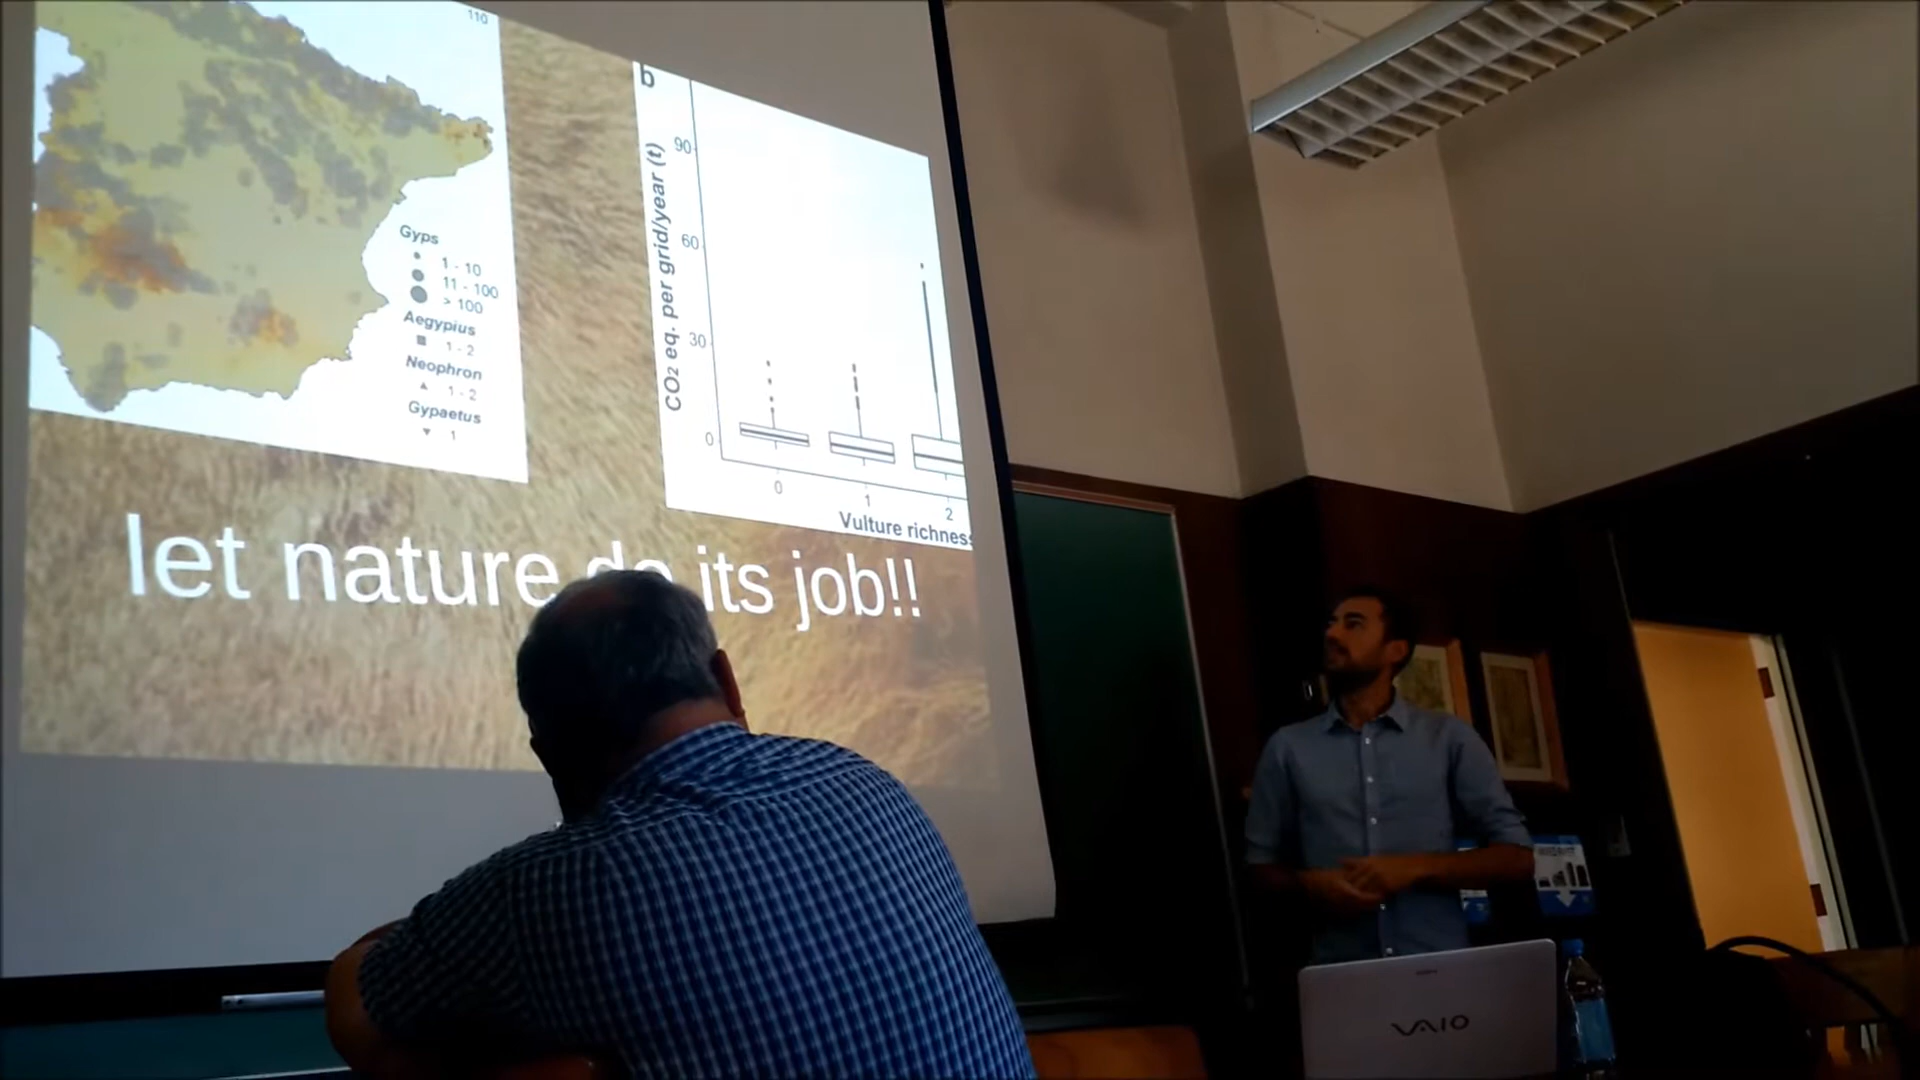 110
Gyps
1 - 10
11 - 100
> 100
Aegypius
1 - 2
Neophron
1 - 2
Gypaetus
1
b
CO₂ eq. per grid/year (t)
90
60
30
0
0
1
2
Vulture richness
let nature do its job!!
VAIO